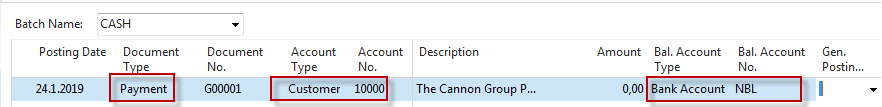 Batch Name: CASH
Posting Date Document Type Document No. Account Type Account No. Description Amount Bal. Account Type Bal. Account No. Gen. Postin...
24.1.2019 Payment G00001 Customer 10000 The Cannon Group P... 0,00 Bank Account NBL